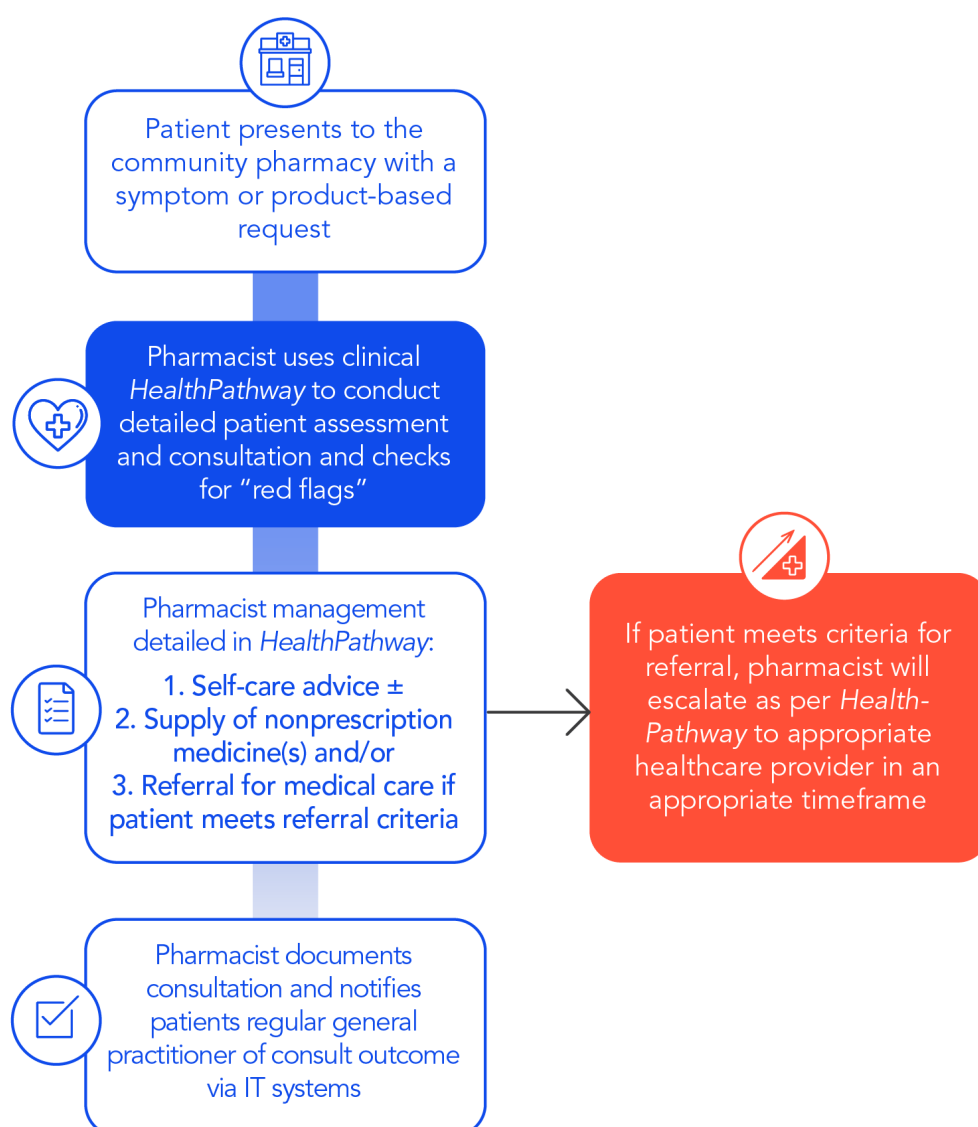 Patient presents to the
community pharmacy with a
symptom or product-based
request
Pharmacist uses clinical
HealthPathway to conduct
detailed patient assessment
and consultation and checks
for “red flags”
Pharmacist management
detailed in HealthPathway:
1. Self-care advice ±
2. Supply of nonprescription
medicine(s) and/or
3. Referral for medical care if
patient meets referral criteria
If patient meets criteria for
referral, pharmacist will
escalate as per Health-
Pathway to appropriate
healthcare provider in an
appropriate timeframe
Pharmacist documents
consultation and notifies
patients regular general
practitioner of consult outcome
via IT systems